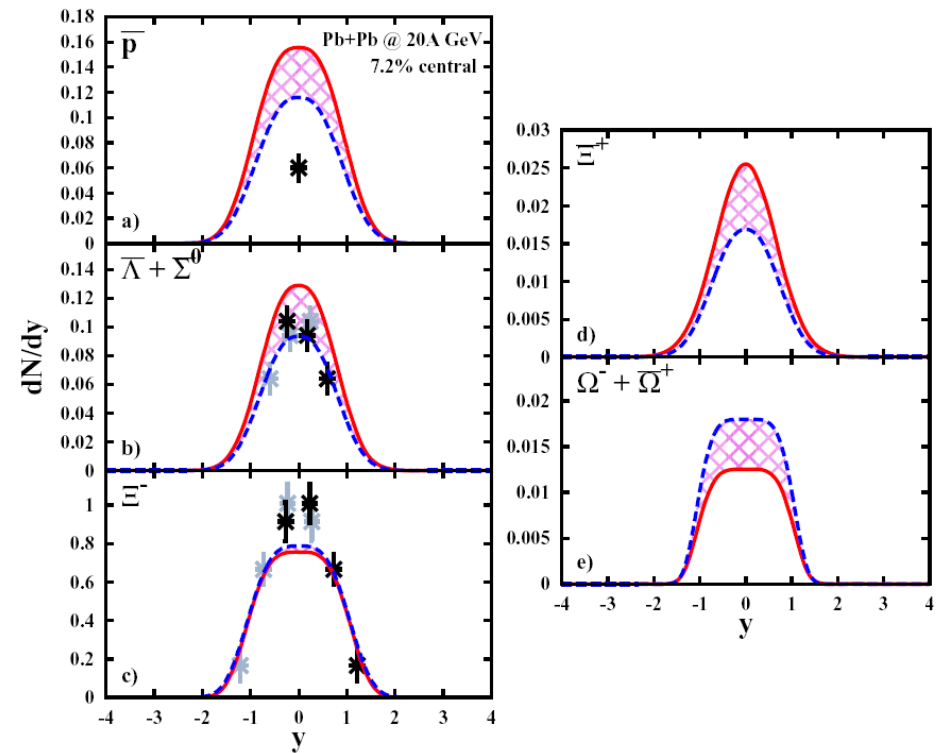 p̅
Pb+Pb @ 20A GeV
7.2% central
0.18
0.16
0.14
0.12
0.1
0.08
0.06
0.04
0.02
0
a)
Λ̅ + Σ̅⁰
0.14
0.12
0.1
0.08
0.06
0.04
0.02
0
b)
Ξ⁻
1
0.8
0.6
0.4
0.2
0
c)
-4 -3 -2 -1 0 1 2 3 4
y
dN/dy
Ξ̅⁺
0.03
0.025
0.02
0.015
0.01
0.005
0
d)
Ω⁻ + Ω̅⁺
0.02
0.015
0.01
0.005
0
e)
-4 -3 -2 -1 0 1 2 3 4
y